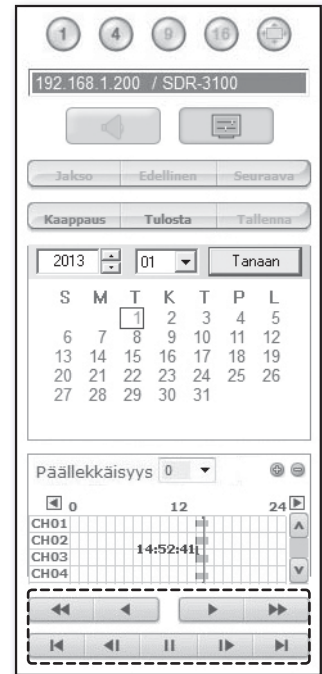 1 4 9 16
192.168.1.200 / SDR-3100
Jakso Edellinen Seuraava
Kaappaus Tulosta Tallenna
2013 01 Tanaan
S M T K T P L
1 2 3 4 5
6 7 8 9 10 11 12
13 14 15 16 17 18 19
20 21 22 23 24 25 26
27 28 29 30 31
Päällekkäisyys 0
0 12 24
CH01
CH02
14:52:41
CH03
CH04